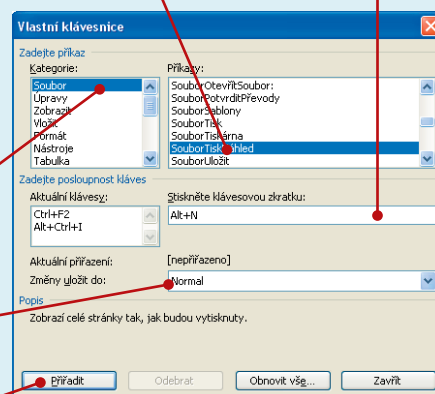 Vlastní klávesnice
Zadejte příkaz
Kategorie:
Příkazy:
Soubor
Úpravy
Zobrazit
Vložit
Formát
Nástroje
Tabulka
SouborOtevřítSoubor:
SouborPotvrditPřevody
SouborŠablony
SouborTisk
SouborTiskárna
SouborTiskNáhled
SouborUložit
Zadejte posloupnost kláves
Aktuální klávesy:
Stiskněte klávesovou zkratku:
Ctrl+F2
Alt+Ctrl+I
Alt+N
Aktuální přiřazení:
[nepřiřazeno]
Změny uložit do:
Normal
Popis
Zobrazí celé stránky tak, jak budou vytisknuty.
Přiřadit
Odebrat
Obnovit vše...
Zavřít